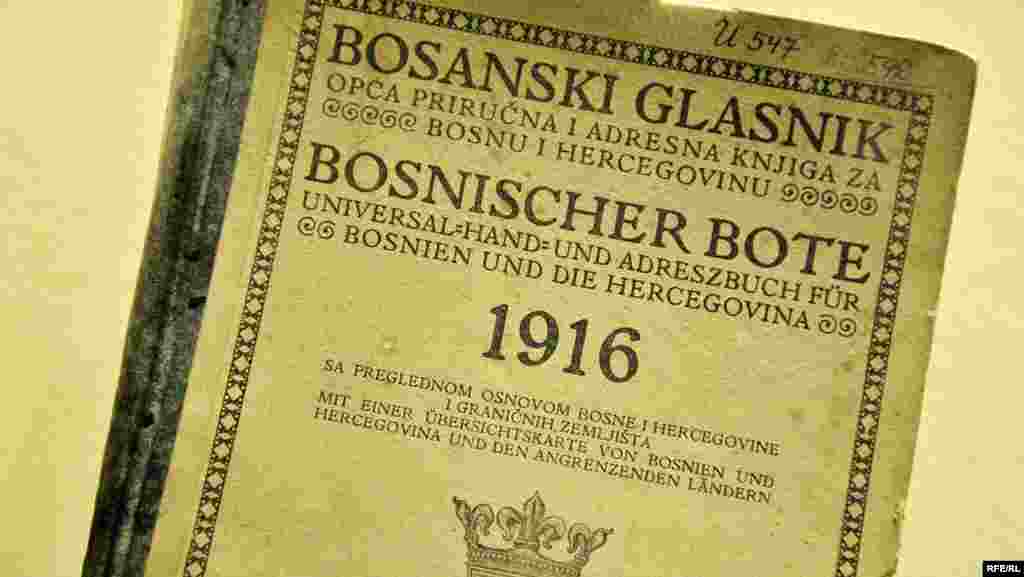 U 547
BOSANSKI GLASNIK
OPĆA PRIRUČNA I ADRESNA KNJIGA ZA
BOSNU I HERCEGOVINU
BOSNISCHER BOTE
UNIVERSAL=HAND=UND ADRESZBUCH FÜR
BOSNIEN UND DIE HERCEGOVINA
1916
SA PREGLEDNOM OSNOVOM BOSNE I HERCEGOVINE
I GRANIČNIH ZEMLJIŠTA
MIT EINER ÜBERSICHTSKARTE VON BOSNIEN UND
HERCEGOVINA UND DEN ANGRENZENDEN LÄNDERN
RFE/RL